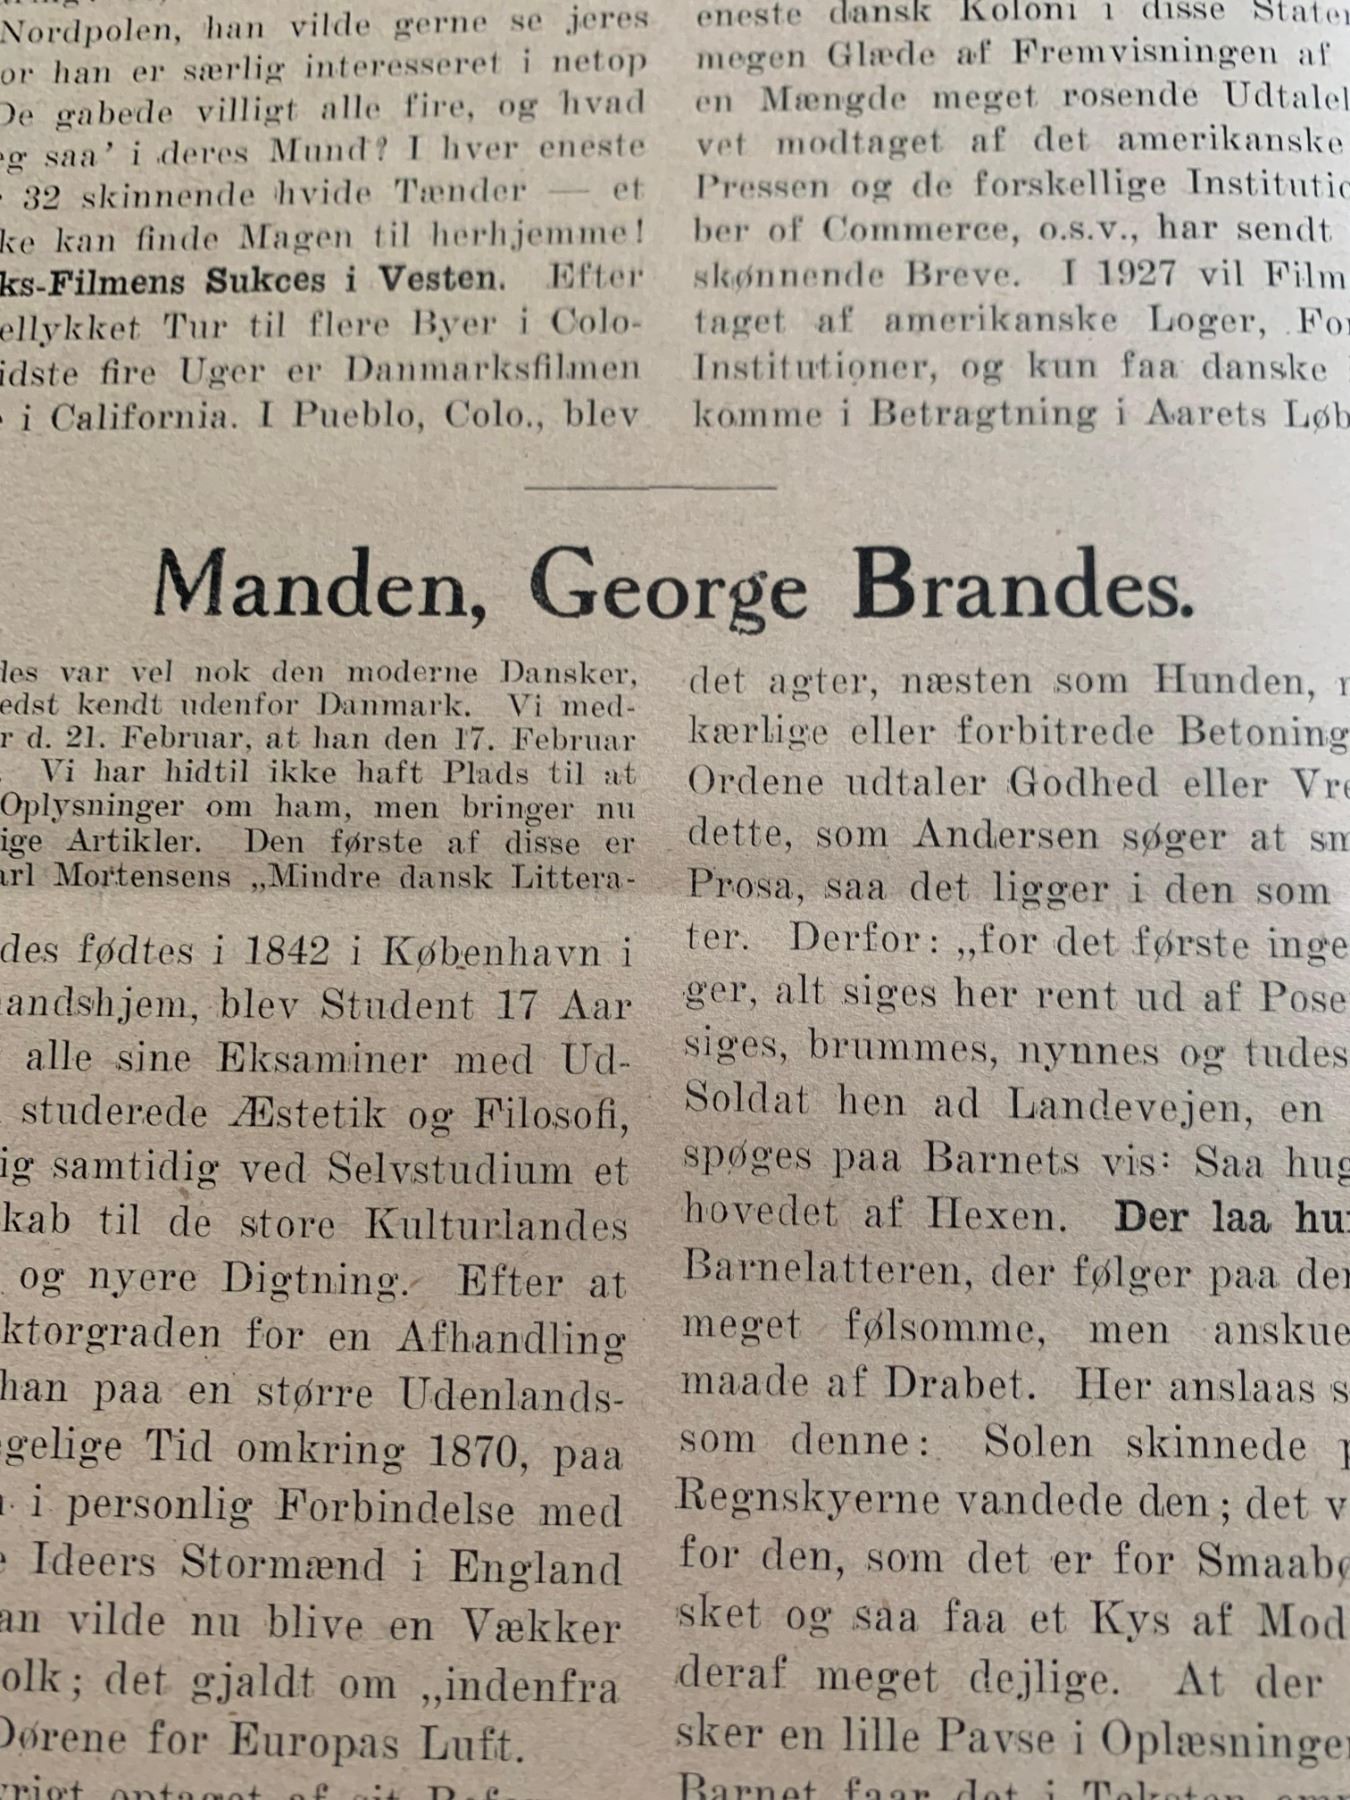 Nordpolen, han vilde gerne se jeres
or han er særlig interesseret i netop
De gabede villigt alle fire, og hvad
eg saa' i deres Mund? I hver eneste
32 skinnende hvide Tænder — et
ke kan finde Magen til herhjemme!
ks-Filmens Sukces i Vesten. Efter
ellykket Tur til flere Byer i Colo-
idste fire Uger er Danmarksfilmen
i California. I Pueblo, Colo., blev
eneste dansk Koloni i disse Stater
megen Glæde af Fremvisningen af
en Mængde meget rosende Udtalel
vet modtaget af det amerikanske
Pressen og de forskellige Institutio
ber of Commerce, o.s.v., har sendt
skønnende Breve. I 1927 vil Film
taget af amerikanske Loger, For
Institutioner, og kun faa danske
komme i Betragtning i Aarets Løb
Manden, George Brandes.
des var vel nok den moderne Dansker,
edst kendt udenfor Danmark. Vi med-
r d. 21. Februar, at han den 17. Februar
. Vi har hidtil ikke haft Plads til at
Oplysninger om ham, men bringer nu
ige Artikler. Den første af disse er
arl Mortensens „Mindre dansk Littera-
des fødtes i 1842 i København i
andshjem, blev Student 17 Aar
alle sine Eksaminer med Ud-
studerede Æstetik og Filosofi,
ig samtidig ved Selvstudium et
kab til de store Kulturlandes
og nyere Digtning. Efter at
ktorgraden for en Afhandling
han paa en større Udenlands-
egelige Tid omkring 1870, paa
i personlig Forbindelse med
e Ideers Stormænd i England
an vilde nu blive en Vækker
olk; det gjaldt om „indenfra
Dørene for Europas Luft.
vrigt optaget af sit
det agter, næsten som Hunden,
kærlige eller forbitrede Betoning
Ordene udtaler Godhed eller Vre
dette, som Andersen søger at sm
Prosa, saa det ligger i den som
ter. Derfor: „for det første inge
ger, alt siges her rent ud af Pose
siges, brummes, nynnes og tudes
Soldat hen ad Landevejen, en
spøges paa Barnets vis: Saa hug
hovedet af Hexen. Der laa hun
Barnelatteren, der følger paa den
meget følsomme, men anskue
maade af Drabet. Her anslaas s
som denne: Solen skinnede p
Regnskyerne vandede den; det v
for den, som det er for Smaabø
sket og saa faa et Kys af Mod
deraf meget dejlige. At der
sker en lille Pavse i Oplæsningen
Barnet faar det i Teksten